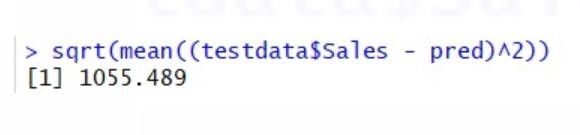 > sqrt(mean((testdata$Sales - pred)^2))
[1] 1055.489